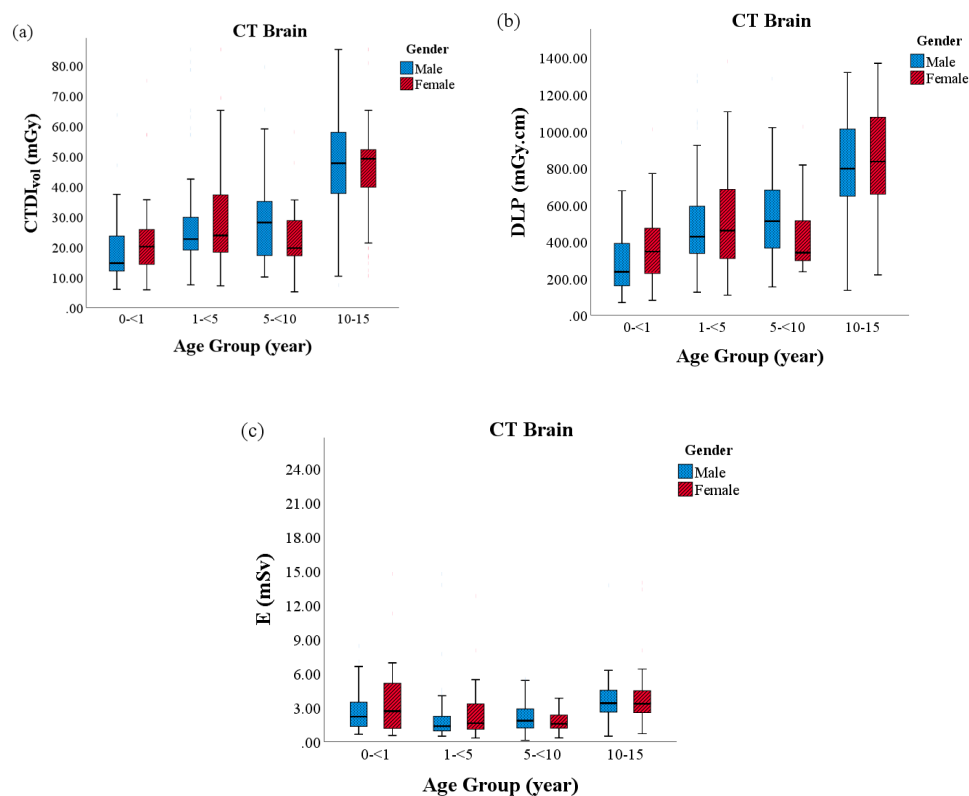 (a)
CT Brain
Gender
Male
Female
CTDIvol (mGy)
80.00
70.00
60.00
50.00
40.00
30.00
20.00
10.00
.00
0-<1
1-<5
5-<10
10-15
Age Group (year)
(b)
CT Brain
Gender
Male
Female
DLP (mGy.cm)
1400.00
1200.00
1000.00
800.00
600.00
400.00
200.00
.00
0-<1
1-<5
5-<10
10-15
Age Group (year)
(c)
CT Brain
Gender
Male
Female
E (mSv)
24.00
21.00
18.00
15.00
12.00
9.00
6.00
3.00
.00
0-<1
1-<5
5-<10
10-15
Age Group (year)